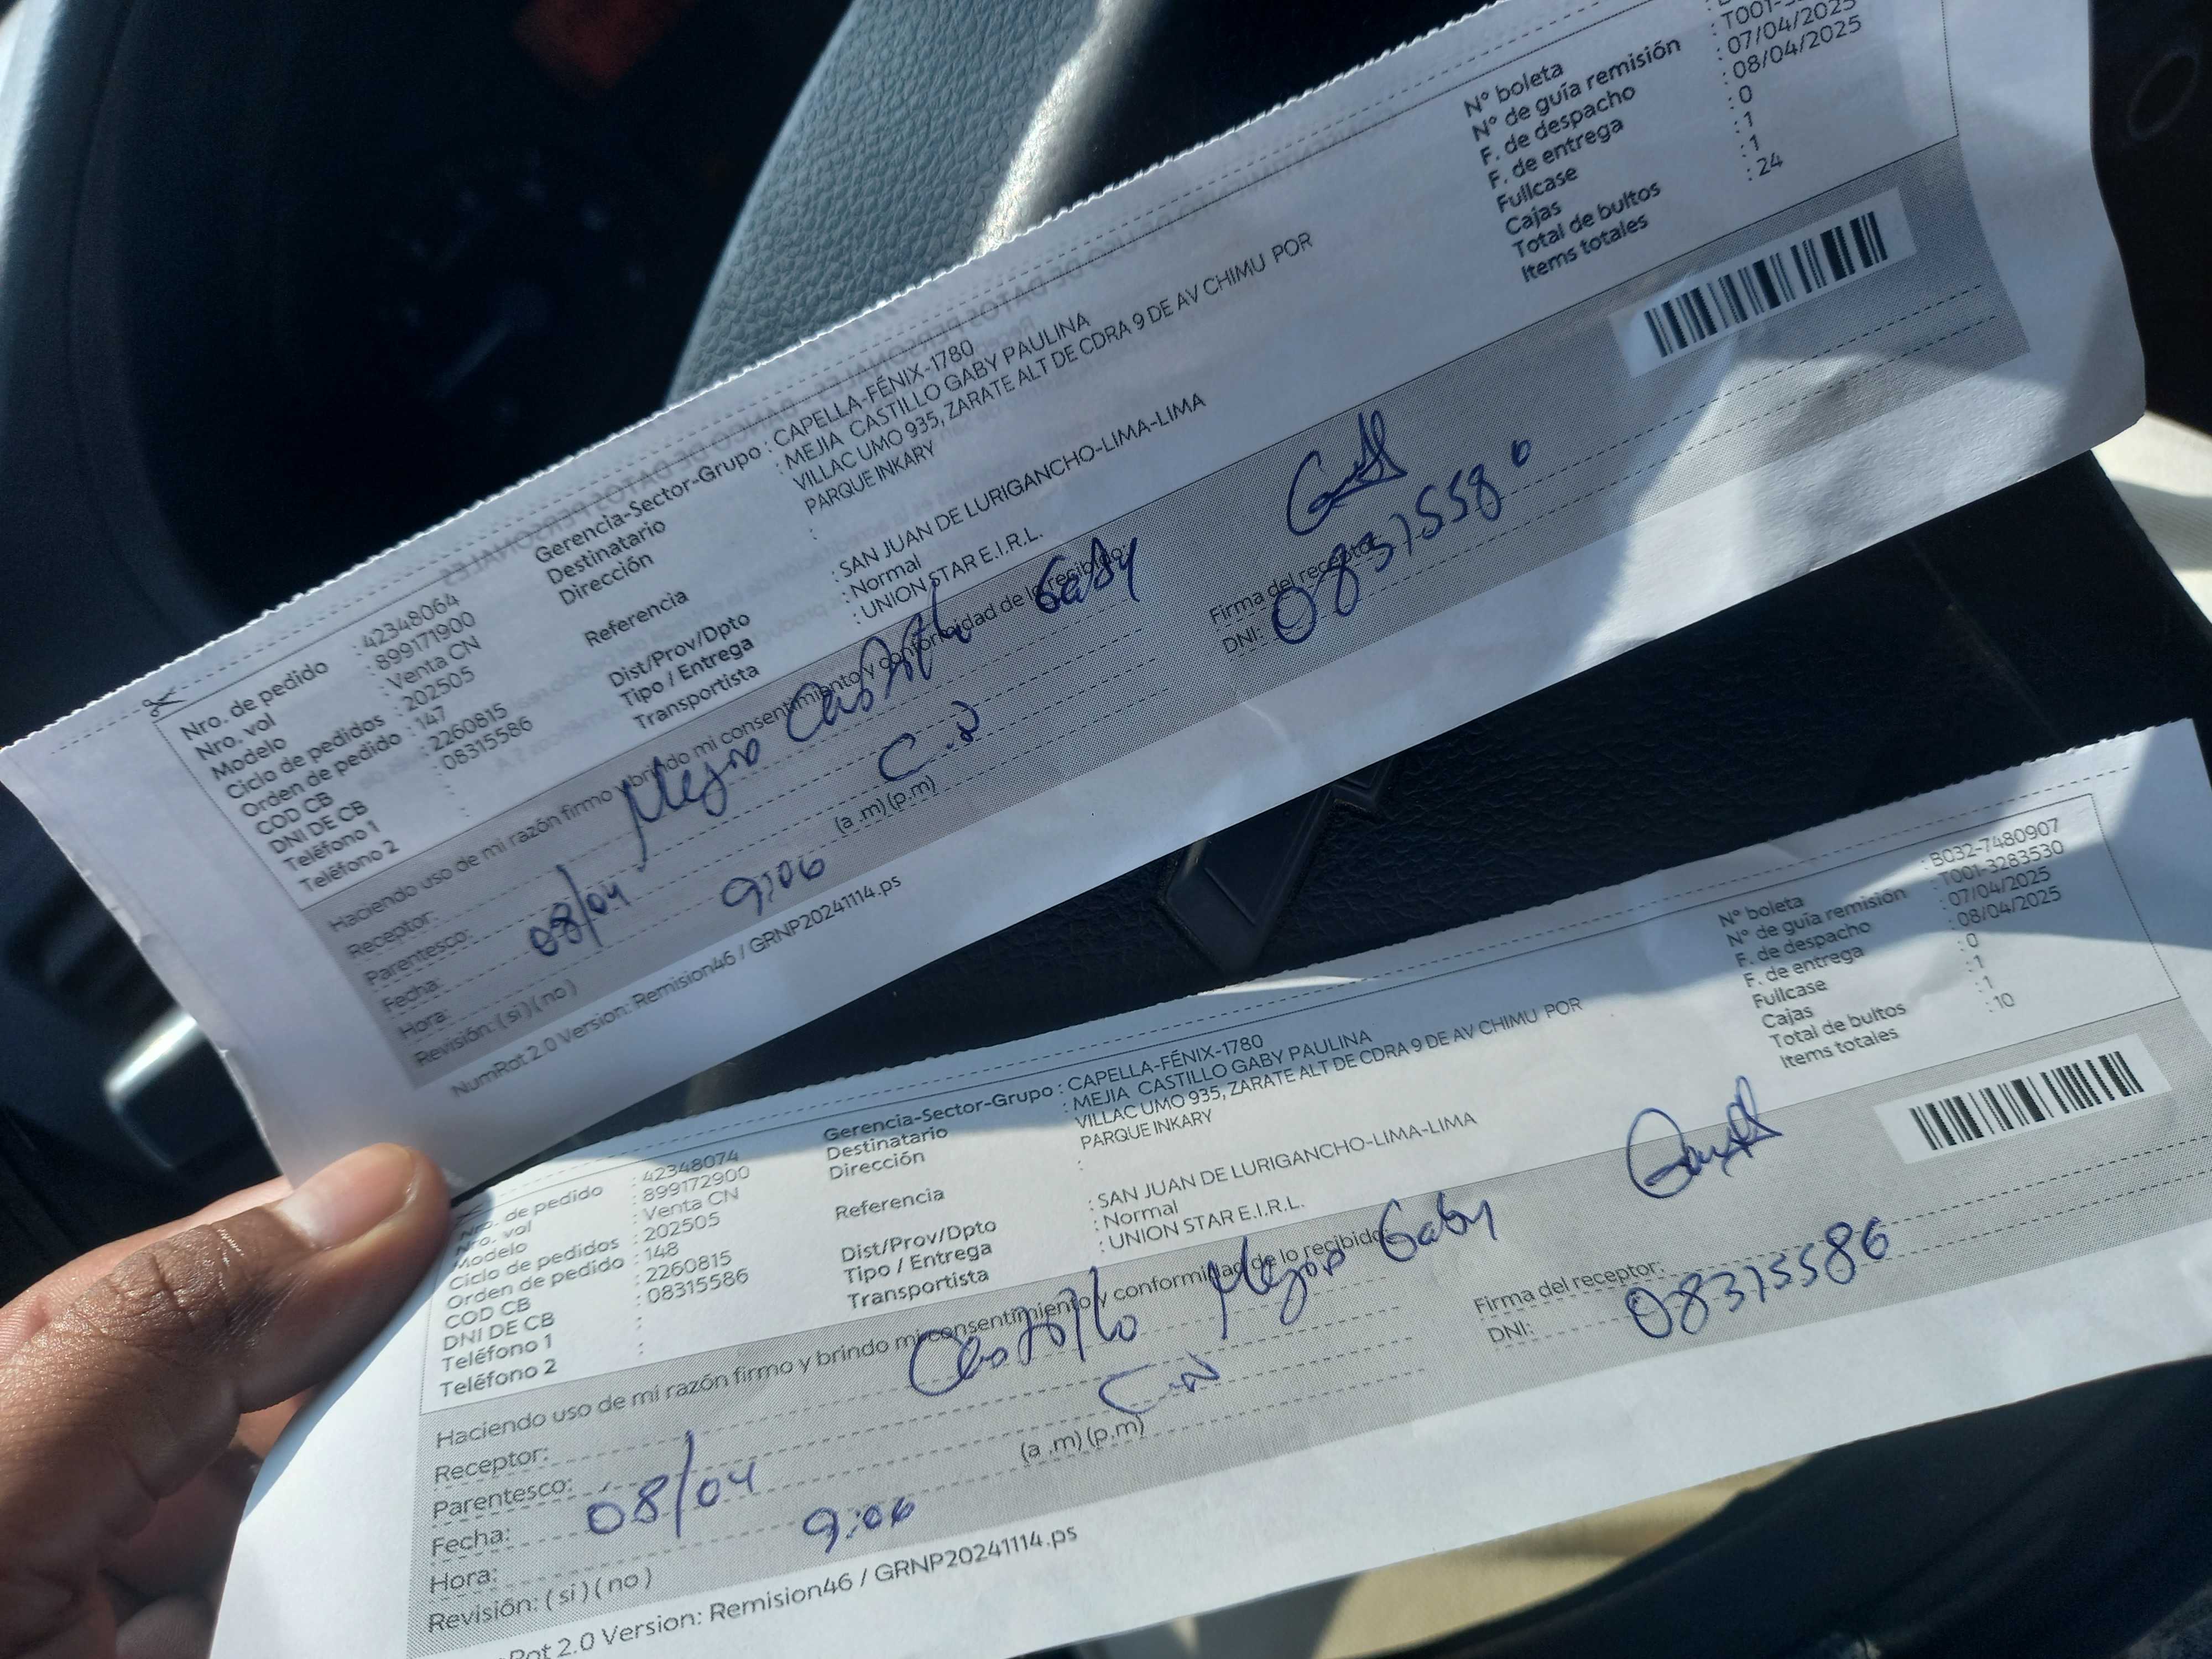 Nro. de pedido : 42348064
Nro. vol : 899171900
Modelo : Venta CN
Ciclo de pedidos : 202505
Orden de pedido : 147
COD CB : 2260815
DNI DE CB : 08315586
Teléfono 1 :
Teléfono 2 :
Gerencia-Sector-Grupo : CAPELLA-FÉNIX-1780
Destinatario : MEJIA CASTILLO GABY PAULINA
Dirección : VILLAC UMO 935, ZARATE ALT DE CDRA 9 DE AV CHIMU POR
PARQUE INKARY
Referencia :
Dist/Prov/Dpto : SAN JUAN DE LURIGANCHO-LIMA-LIMA
Tipo / Entrega : Normal
Transportista : UNION STAR E.I.R.L.
N° boleta
N° de guía remisión : T001-
F. de despacho : 07/04/2025
F. de entrega : 08/04/2025
Fullcase : 0
Cajas : 1
Total de bultos : 1
Items totales : 24
Haciendo uso de mi razón firmo y brindo mi consentimiento y conformidad de lo recibido:
Receptor: Mejia Castillo Gaby
Parentesco:
Fecha: 08/04
Hora: 9:06 (a .m) (p.m)
Revisión: ( si ) ( no )
Firma del receptor:
DNI:
NumRot 2.0 Version: Remision46 / GRNP20241114.ps
Nro. de pedido : 42348074
Nro. vol : 899172900
Modelo : Venta CN
Ciclo de pedidos : 202505
Orden de pedido : 148
COD CB : 2260815
DNI DE CB : 08315586
Teléfono 1 :
Teléfono 2 :
Gerencia-Sector-Grupo : CAPELLA-FÉNIX-1780
Destinatario : MEJIA CASTILLO GABY PAULINA
Dirección : VILLAC UMO 935, ZARATE ALT DE CDRA 9 DE AV CHIMU POR
PARQUE INKARY
Referencia :
Dist/Prov/Dpto : SAN JUAN DE LURIGANCHO-LIMA-LIMA
Tipo / Entrega : Normal
Transportista : UNION STAR E.I.R.L.
N° boleta : B032-7480907
N° de guía remisión : T001-3283530
F. de despacho : 07/04/2025
F. de entrega : 08/04/2025
Fullcase : 0
Cajas : 1
Total de bultos : 1
Items totales : 10
Haciendo uso de mi razón firmo y brindo mi consentimiento y conformidad de lo recibido:
Receptor: Castillo Mejia Gaby
Parentesco:
Fecha: 08/04
Hora: 9:06 (a .m) (p.m)
Revisión: ( si ) ( no )
Firma del receptor:
DNI: 08315586
Rot 2.0 Version: Remision46 / GRNP20241114.ps